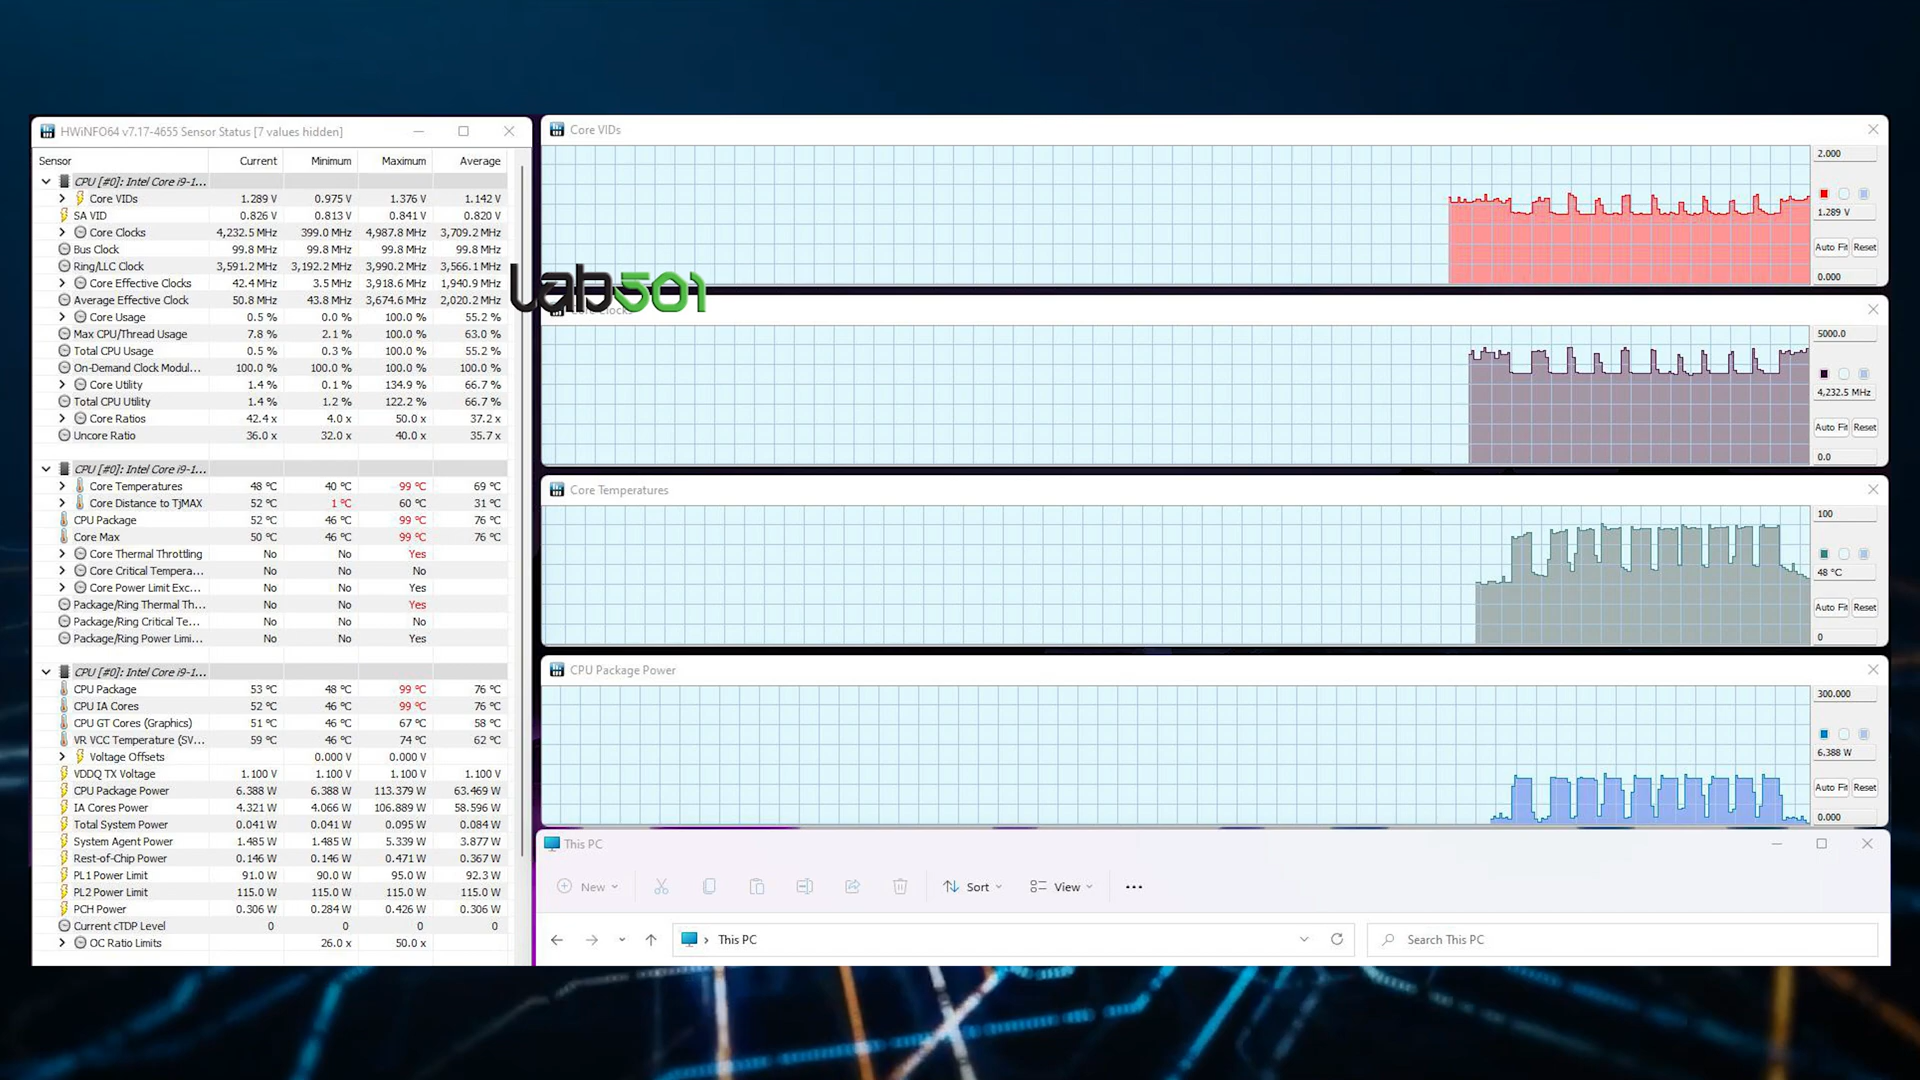 HWiNFO64 v7.17-4655 Sensor Status [7 values hidden]
Sensor Current Minimum Maximum Average
CPU [#0]: Intel Core i9-1...
Core VIDs 1.289 V 0.975 V 1.376 V 1.142 V
SA VID 0.826 V 0.813 V 0.841 V 0.820 V
Core Clocks 4,232.5 MHz 399.0 MHz 4,987.8 MHz 3,709.2 MHz
Bus Clock 99.8 MHz 99.8 MHz 99.8 MHz 99.8 MHz
Ring/LLC Clock 3,591.2 MHz 3,192.2 MHz 3,990.2 MHz 3,566.1 MHz
Core Effective Clocks 42.4 MHz 3.5 MHz 3,918.6 MHz 1,940.9 MHz
Average Effective Clock 50.8 MHz 43.8 MHz 3,674.6 MHz 2,020.2 MHz
Core Usage 0.5 % 0.0 % 100.0 % 55.2 %
Max CPU/Thread Usage 7.8 % 2.1 % 100.0 % 63.0 %
Total CPU Usage 0.5 % 0.3 % 100.0 % 55.2 %
On-Demand Clock Modul... 100.0 % 100.0 % 100.0 % 100.0 %
Core Utility 1.4 % 0.1 % 134.9 % 66.7 %
Total CPU Utility 1.4 % 1.2 % 122.2 % 66.7 %
Core Ratios 42.4 x 4.0 x 50.0 x 37.2 x
Uncore Ratio 36.0 x 32.0 x 40.0 x 35.7 x
CPU [#0]: Intel Core i9-1...
Core Temperatures 48 °C 40 °C 99 °C 69 °C
Core Distance to TjMAX 52 °C 1 °C 60 °C 31 °C
CPU Package 52 °C 46 °C 99 °C 76 °C
Core Max 50 °C 46 °C 99 °C 76 °C
Core Thermal Throttling No No Yes
Core Critical Tempera... No No No
Core Power Limit Exc... No No Yes
Package/Ring Thermal Th... No No Yes
Package/Ring Critical Te... No No No
Package/Ring Power Limi... No No Yes
CPU [#0]: Intel Core i9-1...
CPU Package 53 °C 48 °C 99 °C 76 °C
CPU IA Cores 52 °C 46 °C 99 °C 76 °C
CPU GT Cores (Graphics) 51 °C 46 °C 67 °C 58 °C
VR VCC Temperature (SV... 59 °C 46 °C 74 °C 62 °C
Voltage Offsets 0.000 V 0.000 V
VDDQ TX Voltage 1.100 V 1.100 V 1.100 V 1.100 V
CPU Package Power 6.388 W 6.388 W 113.379 W 63.469 W
IA Cores Power 4.321 W 4.066 W 106.889 W 58.596 W
Total System Power 0.041 W 0.041 W 0.095 W 0.084 W
System Agent Power 1.485 W 1.485 W 5.339 W 3.877 W
Rest-of-Chip Power 0.146 W 0.146 W 0.471 W 0.367 W
PL1 Power Limit 91.0 W 90.0 W 95.0 W 92.3 W
PL2 Power Limit 115.0 W 115.0 W 115.0 W 115.0 W
PCH Power 0.306 W 0.284 W 0.426 W 0.306 W
Current cTDP Level 0 0 0 0
OC Ratio Limits 26.0 x 50.0 x
Core VIDs
2.000
1.289 V
Auto Fit Reset
0.000
lab501
Core Clocks
5000.0
4,232.5 MHz
Auto Fit Reset
0.0
Core Temperatures
100
48 °C
Auto Fit Reset
0
CPU Package Power
300.000
6.388 W
Auto Fit Reset
0.000
This PC
New Sort View ...
This PC Search This PC